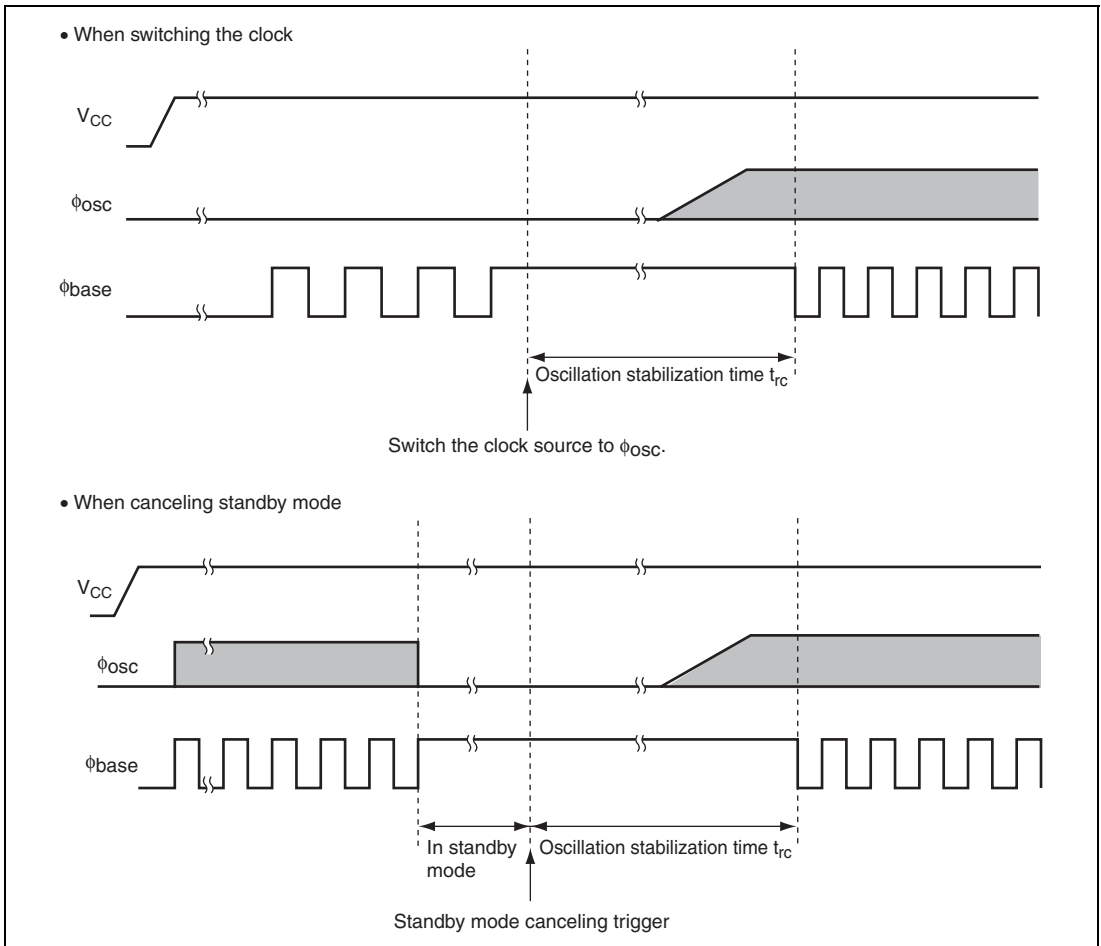 • When switching the clock
VCC
ϕosc
ϕbase
Oscillation stabilization time trc
Switch the clock source to ϕosc.
• When canceling standby mode
VCC
ϕosc
ϕbase
In standby
mode
Oscillation stabilization time trc
Standby mode canceling trigger